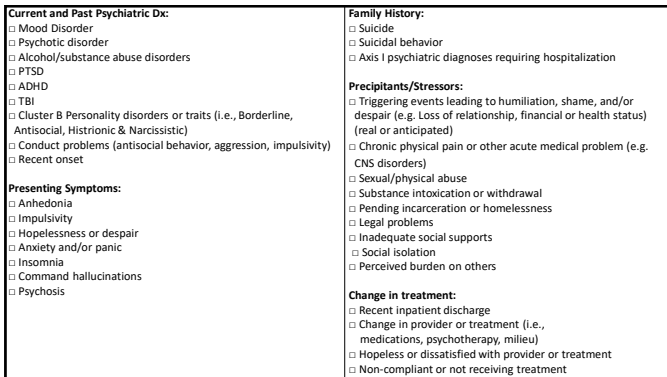 Current and Past Psychiatric Dx:
□ Mood Disorder
□ Psychotic disorder
□ Alcohol/substance abuse disorders
□ PTSD
□ ADHD
□ TBI
□ Cluster B Personality disorders or traits (i.e., Borderline,
Antisocial, Histrionic & Narcissistic)
□ Conduct problems (antisocial behavior, aggression, impulsivity)
□ Recent onset
Presenting Symptoms:
□ Anhedonia
□ Impulsivity
□ Hopelessness or despair
□ Anxiety and/or panic
□ Insomnia
□ Command hallucinations
□ Psychosis
Family History:
□ Suicide
□ Suicidal behavior
□ Axis I psychiatric diagnoses requiring hospitalization
Precipitants/Stressors:
□ Triggering events leading to humiliation, shame, and/or
despair (e.g. Loss of relationship, financial or health status)
(real or anticipated)
□ Chronic physical pain or other acute medical problem (e.g.
CNS disorders)
□ Sexual/physical abuse
□ Substance intoxication or withdrawal
□ Pending incarceration or homelessness
□ Legal problems
□ Inadequate social supports
□ Social isolation
□ Perceived burden on others
Change in treatment:
□ Recent inpatient discharge
□ Change in provider or treatment (i.e.,
medications, psychotherapy, milieu)
□ Hopeless or dissatisfied with provider or treatment
□ Non-compliant or not receiving treatment